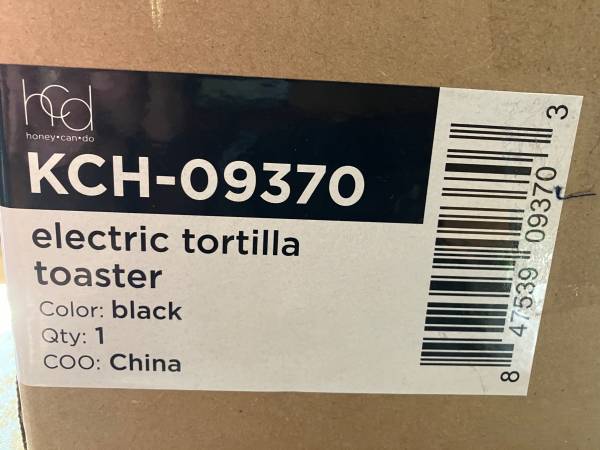 hcd
honey•can•do
KCH-09370
electric tortilla
toaster
Color: black
Qty: 1
COO: China
8 47539 09370 3